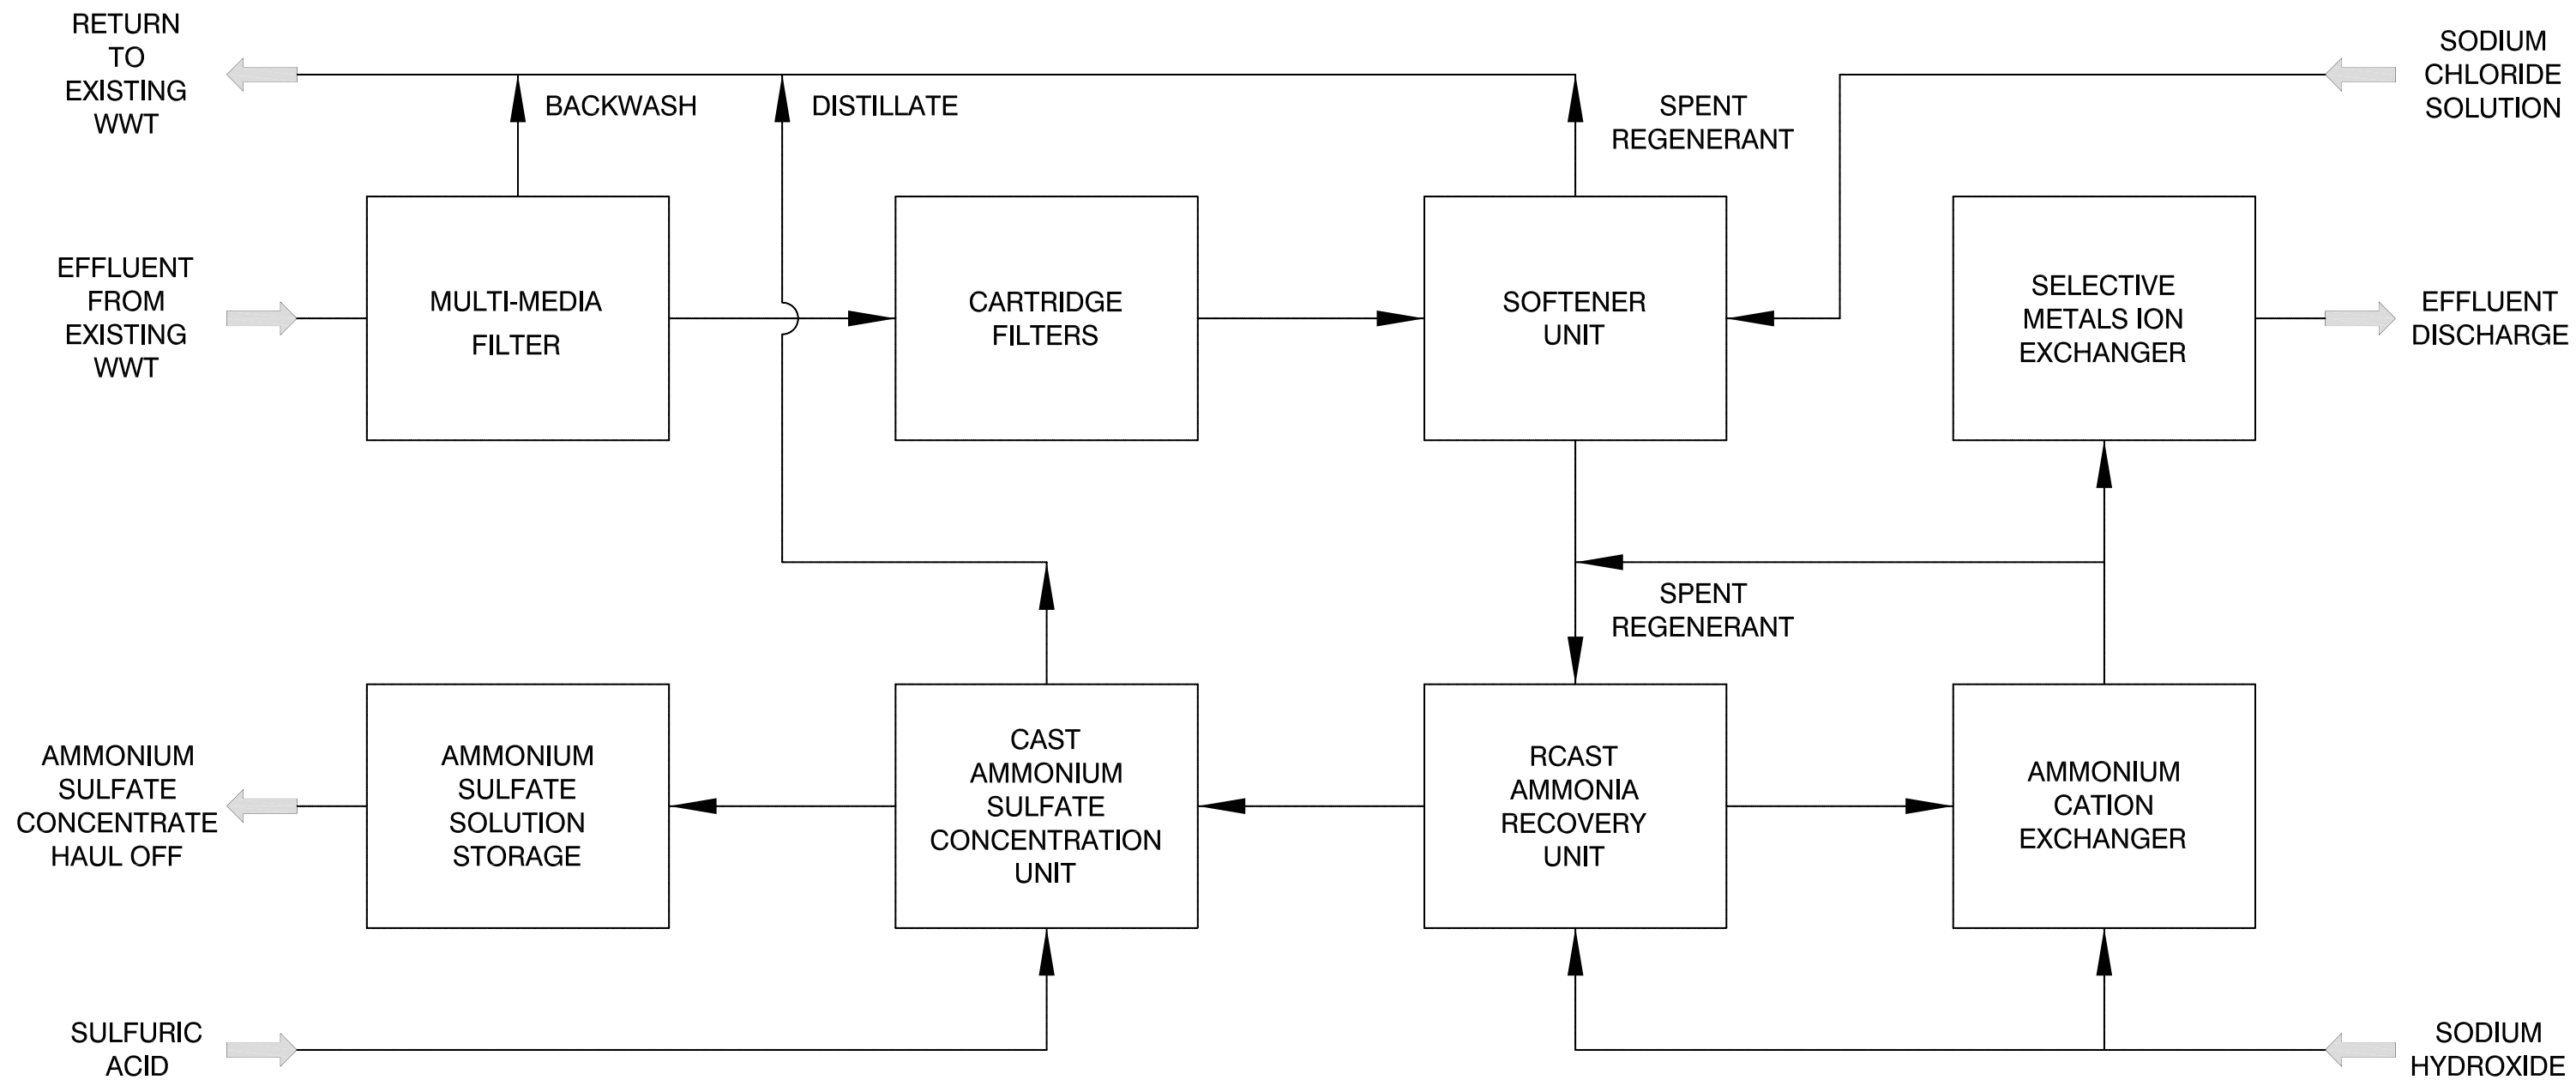 RETURN
TO
EXISTING
WWT
BACKWASH
DISTILLATE
SPENT
REGENERANT
SODIUM
CHLORIDE
SOLUTION
EFFLUENT
FROM
EXISTING
WWT
MULTI-MEDIA
FILTER
CARTRIDGE
FILTERS
SOFTENER
UNIT
SELECTIVE
METALS ION
EXCHANGER
EFFLUENT
DISCHARGE
SPENT
REGENERANT
AMMONIUM
SULFATE
CONCENTRATE
HAUL OFF
AMMONIUM
SULFATE
SOLUTION
STORAGE
CAST
AMMONIUM
SULFATE
CONCENTRATION
UNIT
RCAST
AMMONIA
RECOVERY
UNIT
AMMONIUM
CATION
EXCHANGER
SULFURIC
ACID
SODIUM
HYDROXIDE